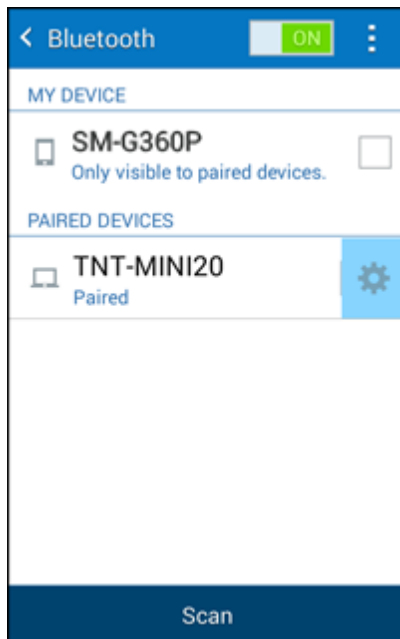 Bluetooth
ON
MY DEVICE
SM-G360P
Only visible to paired devices.
PAIRED DEVICES
TNT-MINI20
Paired
Scan